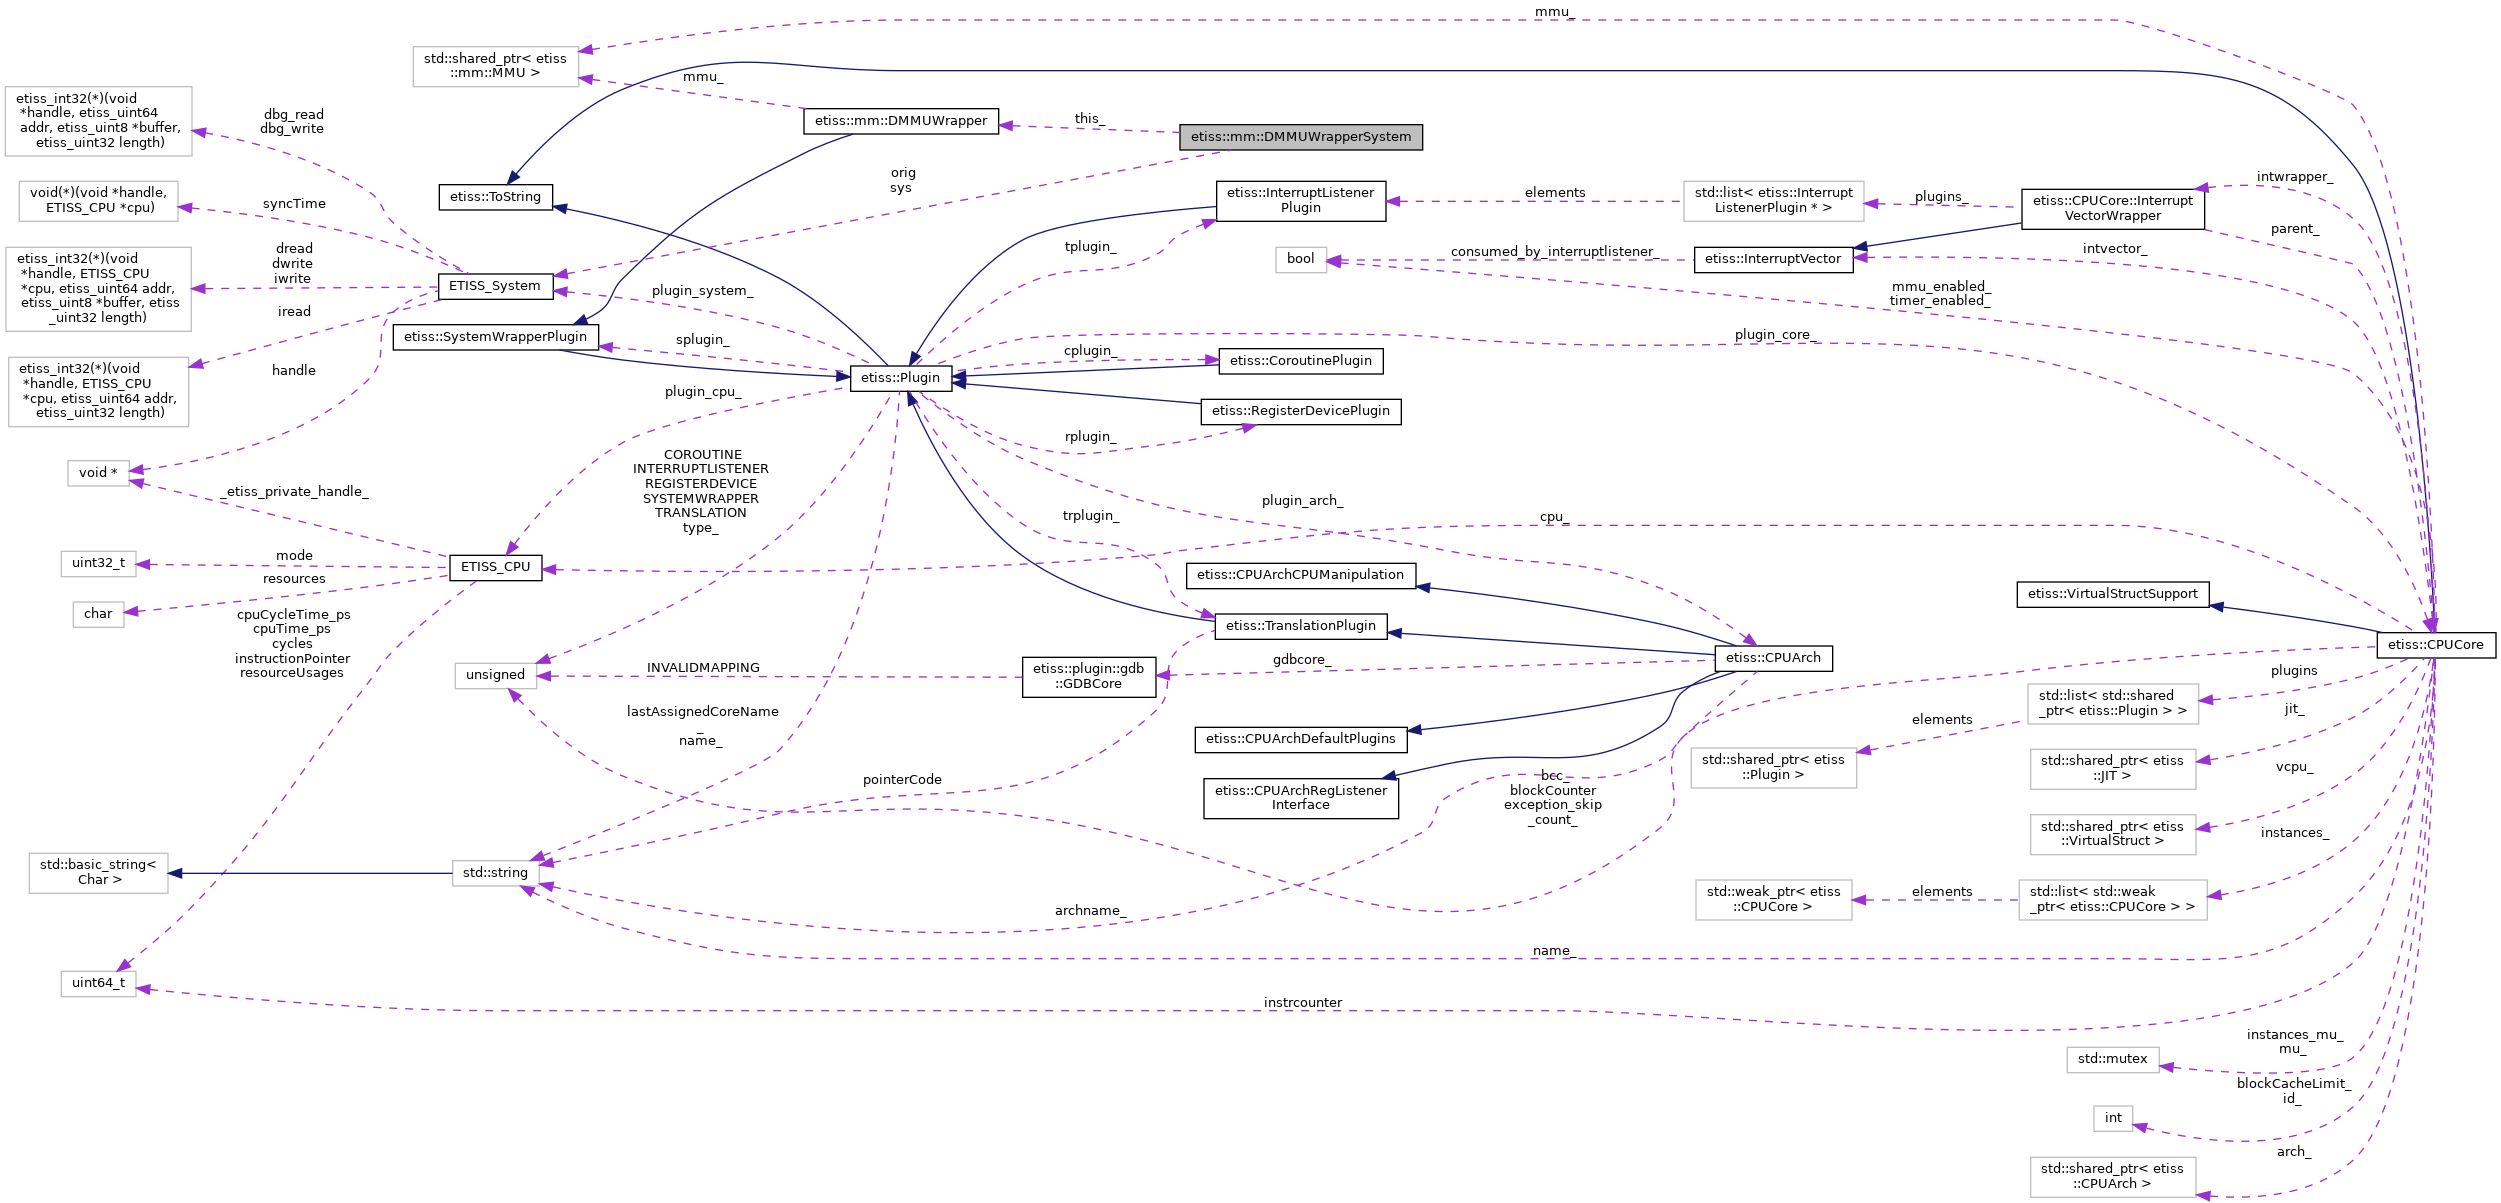 mmu_
std::shared_ptr< etiss
::mm::MMU >
mmu_
etiss_int32(*)(void
*handle, etiss_uint64
addr, etiss_uint8 *buffer,
etiss_uint32 length)
dbg_read
dbg_write
etiss::mm::DMMUWrapper
this_
etiss::mm::DMMUWrapperSystem
orig
sys
void(*)(void *handle,
ETISS_CPU *cpu)
syncTime
etiss::ToString
etiss::InterruptListener
Plugin
elements
std::list< etiss::Interrupt
ListenerPlugin * >
plugins_
etiss::CPUCore::Interrupt
VectorWrapper
intwrapper_
parent_
etiss_int32(*)(void
*handle, ETISS_CPU
*cpu, etiss_uint64 addr,
etiss_uint8 *buffer, etiss
_uint32 length)
dread
dwrite
iwrite
ETISS_System
plugin_system_
tplugin_
bool
consumed_by_interruptlistener_
etiss::InterruptVector
intvector_
mmu_enabled_
timer_enabled_
iread
etiss::SystemWrapperPlugin
splugin_
cplugin_
etiss::CoroutinePlugin
plugin_core_
etiss_int32(*)(void
*handle, ETISS_CPU
*cpu, etiss_uint64 addr,
etiss_uint32 length)
handle
etiss::Plugin
plugin_cpu_
etiss::RegisterDevicePlugin
rplugin_
void *
_etiss_private_handle_
COROUTINE
INTERRUPTLISTENER
REGISTERDEVICE
SYSTEMWRAPPER
TRANSLATION
type_
trplugin_
plugin_arch_
cpu_
uint32_t
mode
ETISS_CPU
resources
char
etiss::CPUArchCPUManipulation
etiss::VirtualStructSupport
cpuCycleTime_ps
cpuTime_ps
cycles
instructionPointer
resourceUsages
etiss::TranslationPlugin
etiss::CPUArch
etiss::CPUCore
unsigned
INVALIDMAPPING
etiss::plugin::gdb
::GDBCore
gdbcore_
plugins
std::list< std::shared
_ptr< etiss::Plugin > >
jit_
lastAssignedCoreName
_
name_
etiss::CPUArchDefaultPlugins
elements
std::shared_ptr< etiss
::Plugin >
std::shared_ptr< etiss
::JIT >
vcpu_
pointerCode
etiss::CPUArchRegListener
Interface
bcc_
blockCounter
exception_skip
_count_
std::shared_ptr< etiss
::VirtualStruct >
instances_
std::basic_string<
Char >
std::string
archname_
std::weak_ptr< etiss
::CPUCore >
elements
std::list< std::weak
_ptr< etiss::CPUCore > >
name_
uint64_t
instrcounter
instances_mu_
mu_
std::mutex
blockCacheLimit_
id_
int
arch_
std::shared_ptr< etiss
::CPUArch >